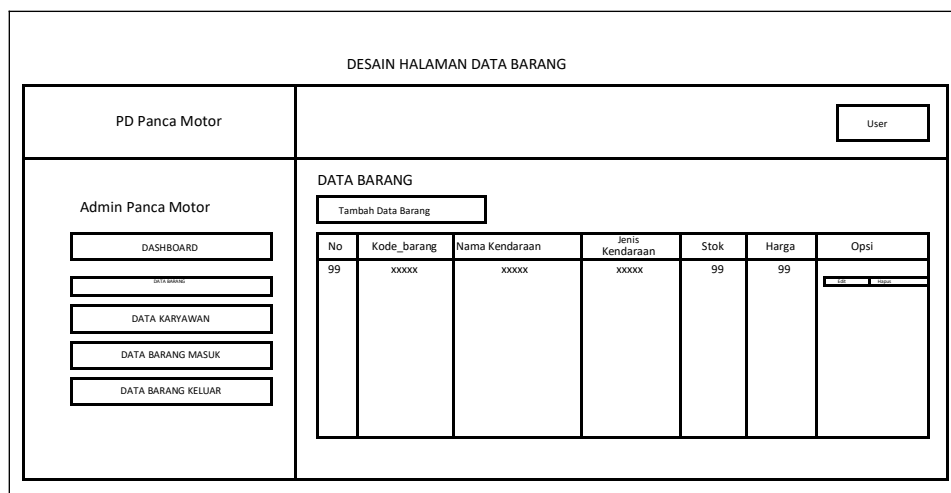 DESAIN HALAMAN DATA BARANG
PD Panca Motor
User
Admin Panca Motor
DASHBOARD
DATA BARANG
DATA KARYAWAN
DATA BARANG MASUK
DATA BARANG KELUAR
DATA BARANG
Tambah Data Barang
No Kode_barang Nama Kendaraan Jenis Kendaraan Stok Harga Opsi
99 xxxxx xxxxx xxxxx 99 99
Edit Hapus